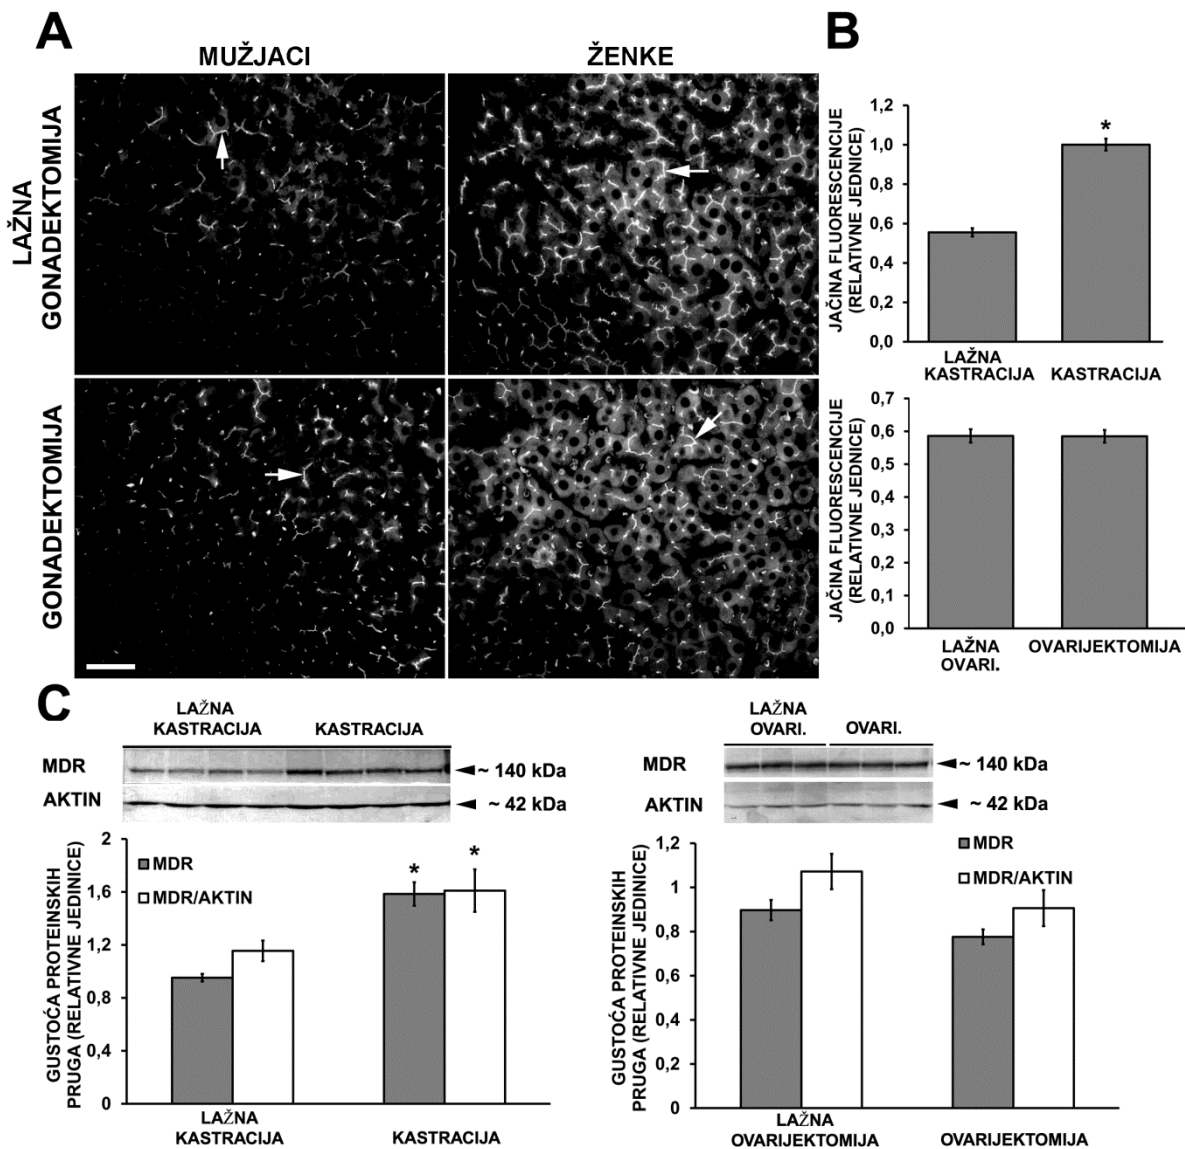 A
MUŽJACI
ŽENKE
LAŽNA
GONADEKTOMIJA
GONADEKTOMIJA
B
JAČINA FLUORESCENCIJE
(RELATIVNE JEDNICE)
1,2
1,0
0,8
0,6
0,4
0,2
0,0
*
LAŽNA
KASTRACIJA
KASTRACIJA
JAČINA FLUORESCENCIJE
(RELATIVNE JEDNICE)
0,7
0,6
0,5
0,4
0,3
0,2
0,1
0,0
LAŽNA
OVARI.
OVARIJEKTOMIJA
C
LAŽNA
KASTRACIJA
KASTRACIJA
MDR
~ 140 kDa
AKTIN
~ 42 kDa
GUSTOĆA PROTEINSKIH
PRUGA (RELATIVNE JEDINICE)
2
1,6
1,2
0,8
0,4
0
MDR
MDR/AKTIN
*
*
LAŽNA
KASTRACIJA
KASTRACIJA
LAŽNA
OVARI.
OVARI.
MDR
~ 140 kDa
AKTIN
~ 42 kDa
GUSTOĆA PROTEINSKIH
PRUGA (RELATIVNE JEDINICE)
1,2
1
0,8
0,6
0,4
0,2
0
MDR
MDR/AKTIN
LAŽNA
OVARIJEKTOMIJA
OVARIJEKTOMIJA